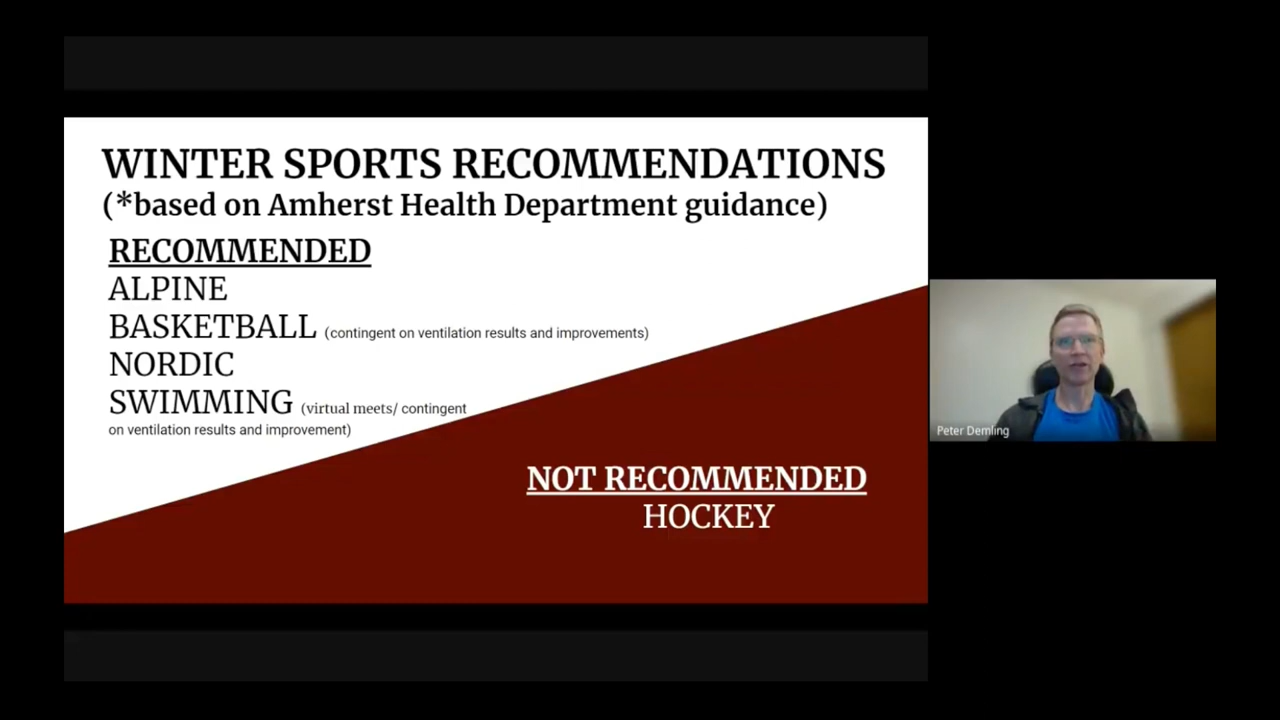 WINTER SPORTS RECOMMENDATIONS
(*based on Amherst Health Department guidance)
RECOMMENDED
ALPINE
BASKETBALL (contingent on ventilation results and improvements)
NORDIC
SWIMMING (virtual meets/ contingent
on ventilation results and improvement)
NOT RECOMMENDED
HOCKEY
Peter Demling